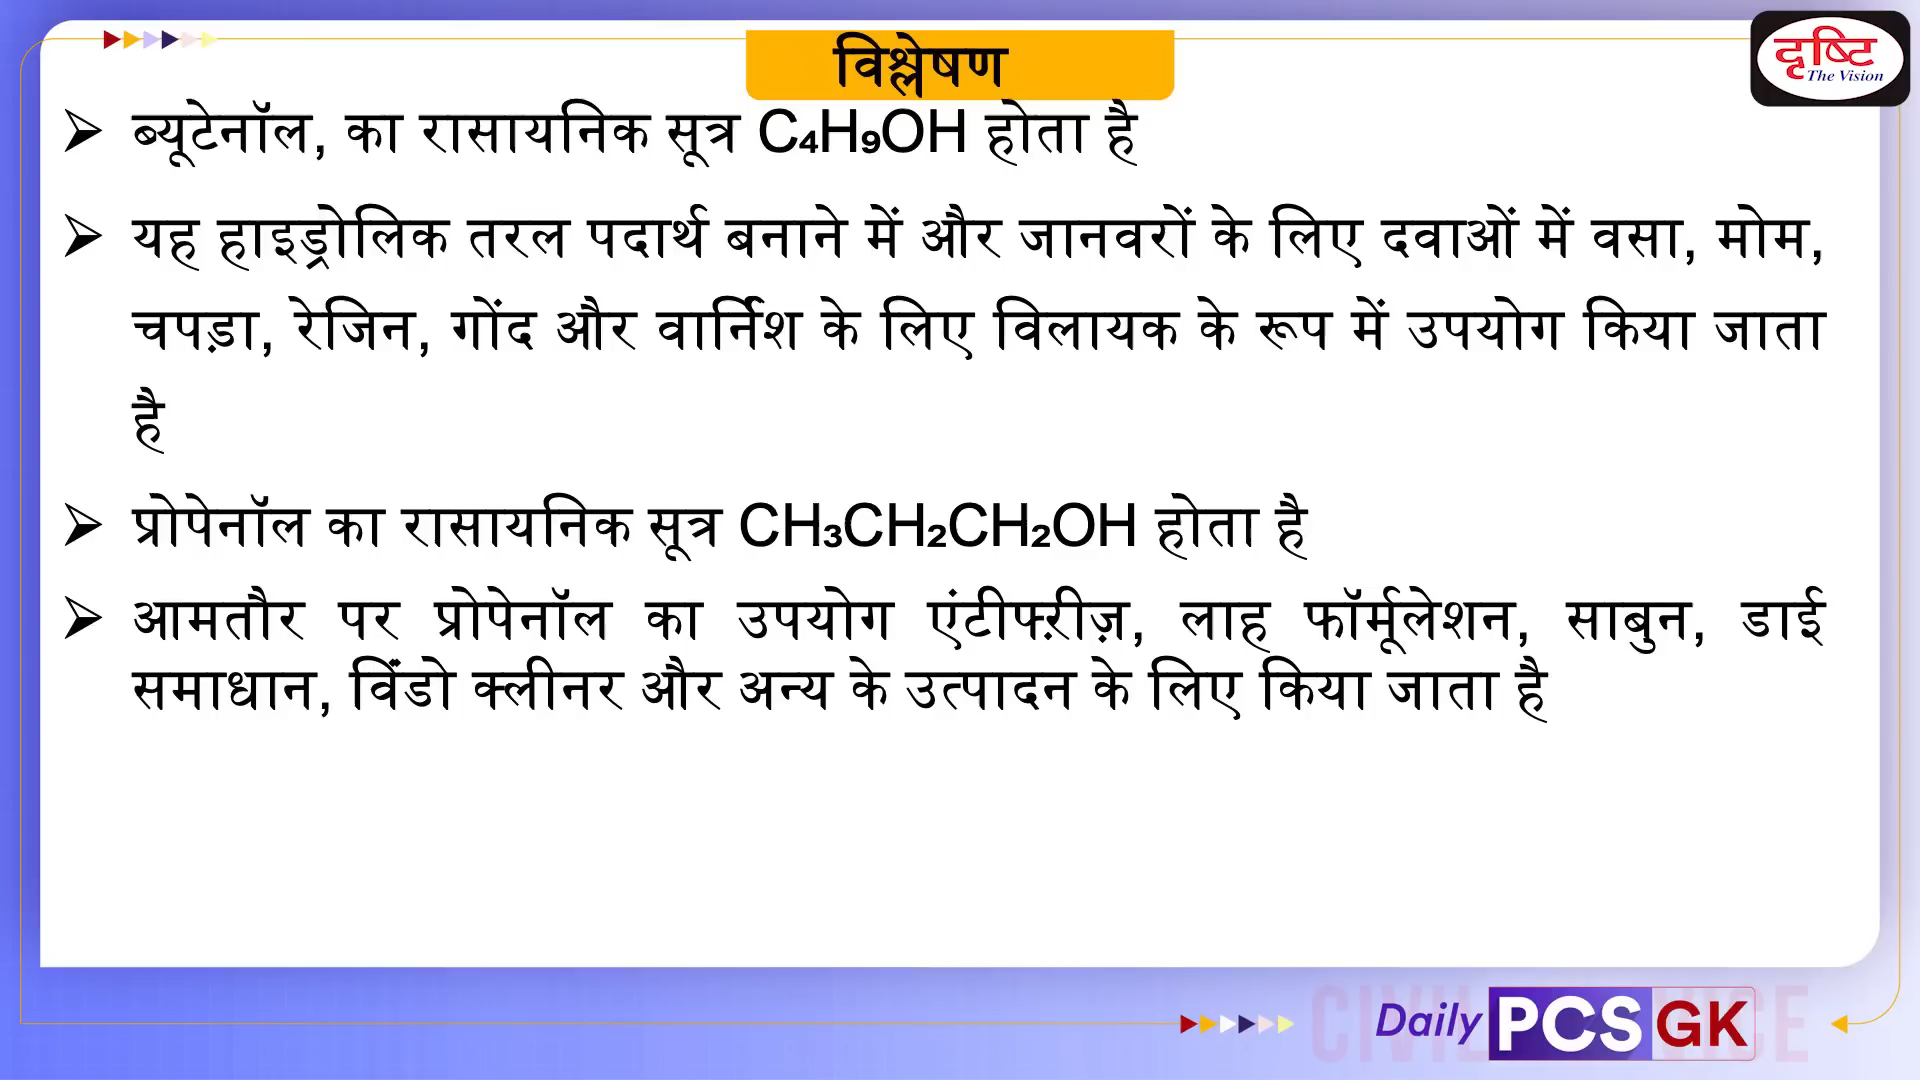 विश्लेषण
दृष्टि
The Vision
➢ ब्यूटेनॉल, का रासायनिक सूत्र C₄H₉OH होता है
➢ यह हाइड्रोलिक तरल पदार्थ बनाने में और जानवरों के लिए दवाओं में वसा, मोम,
चपड़ा, रेजिन, गोंद और वार्निश के लिए विलायक के रूप में उपयोग किया जाता
है
➢ प्रोपेनॉल का रासायनिक सूत्र CH₃CH₂CH₂OH होता है
➢ आमतौर पर प्रोपेनॉल का उपयोग एंटीफ्ऱीज़, लाह फॉर्मूलेशन, साबुन, डाई
समाधान, विंडो क्लीनर और अन्य के उत्पादन के लिए किया जाता है
Daily PCS GK